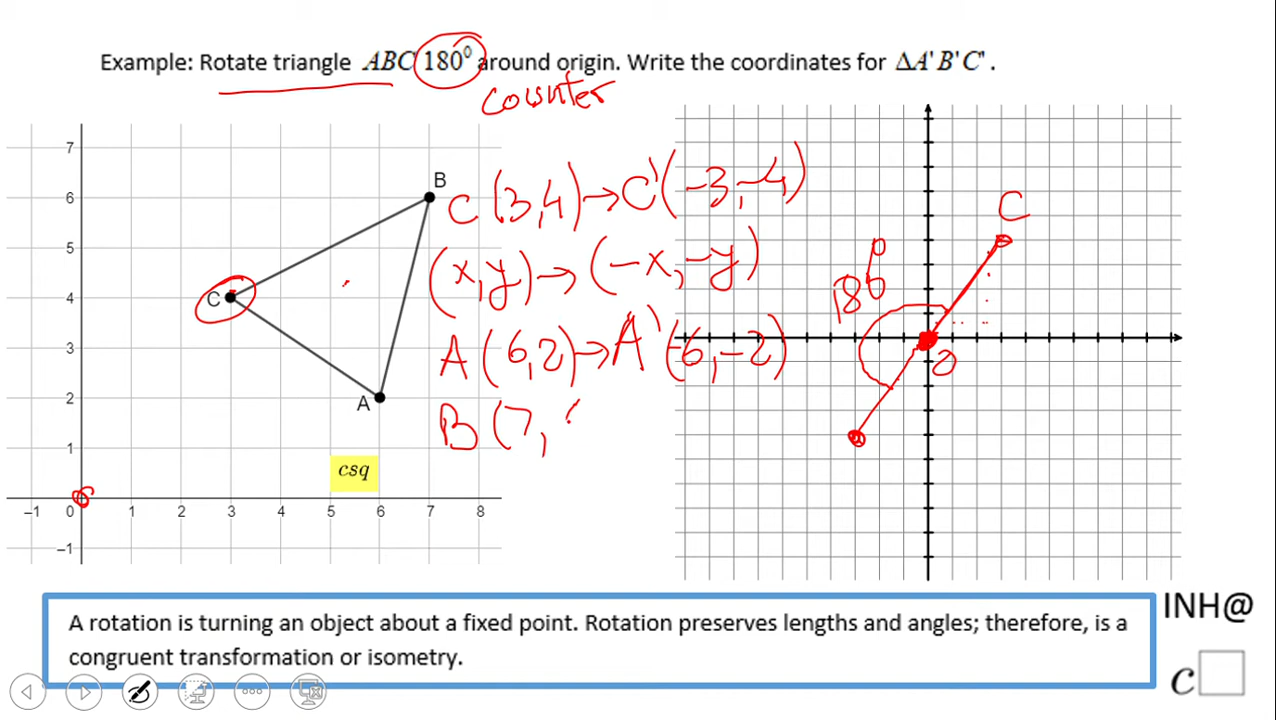 Example: Rotate triangle ABC 180⁰ around origin. Write the coordinates for ΔA'B'C'.
counter
7
6
5
4
3
2
1
−1
−1 0 1 2 3 4 5 6 7 8
B
C
A
csq
C (3,4) → C'(-3,-4)
(x,y) → (-x,-y)
A (6,2) → A'(-6,-2)
B (7,
C
180
0
A rotation is turning an object about a fixed point. Rotation preserves lengths and angles; therefore, is a
congruent transformation or isometry.
INH@
c